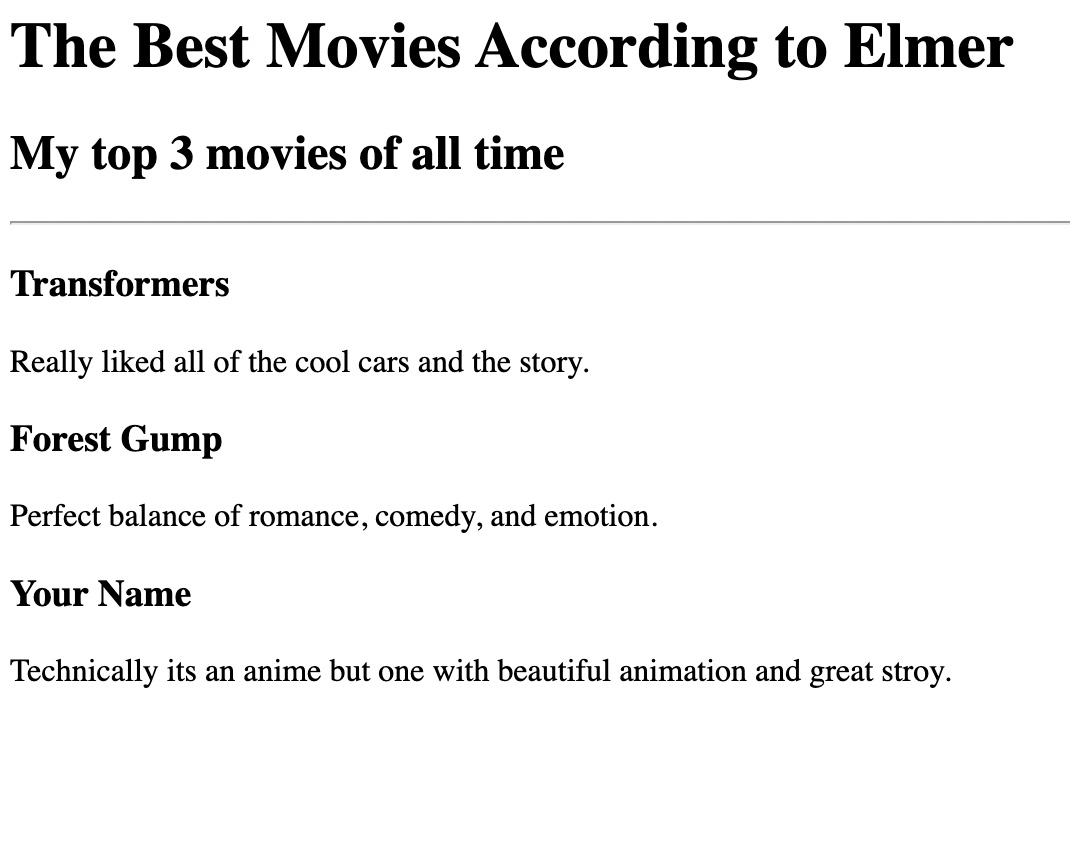 The Best Movies According to Elmer
My top 3 movies of all time
Transformers
Really liked all of the cool cars and the story.
Forest Gump
Perfect balance of romance, comedy, and emotion.
Your Name
Technically its an anime but one with beautiful animation and great stroy.